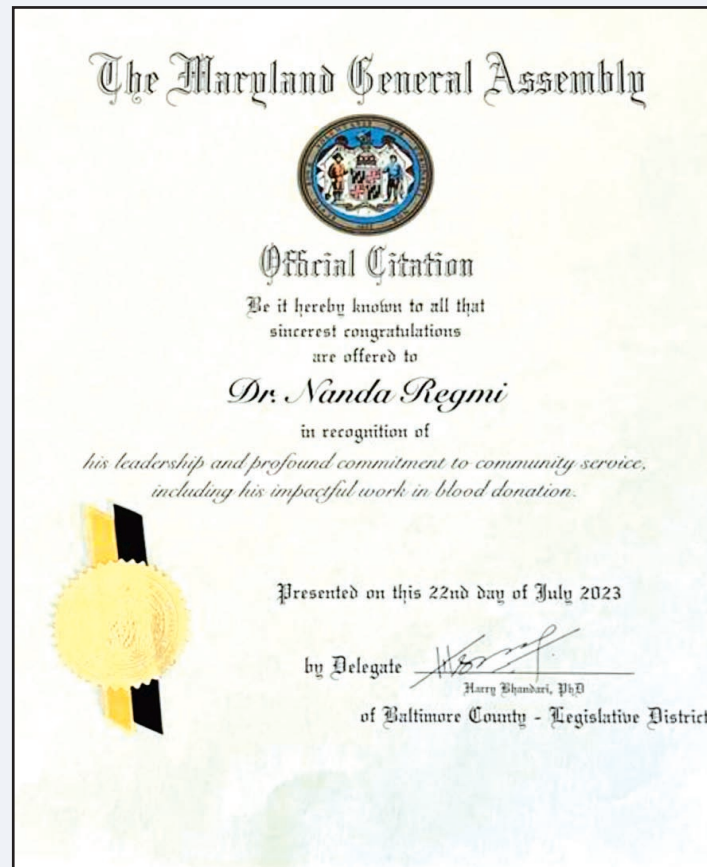 The Maryland General Assembly
Official Citation
Be it hereby known to all that
sincerest congratulations
are offered to
Dr. Nanda Regmi
in recognition of
his leadership and profound commitment to community service,
including his impactful work in blood donation.
Presented on this 22nd day of July 2023
by Delegate
Harry Bhandari, PhD
of Baltimore County - Legislative District